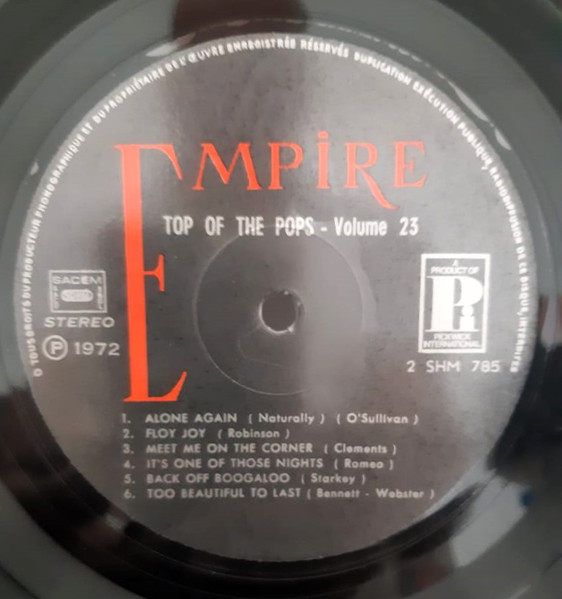 O TOUS DROITS DU PRODUCTEUR PHONOGRAPHIQUE ET DU PROPRIÉTAIRE DE L'ŒUVRE ENREGISTRÉE RÉSERVÉS DUPLICATION EXÉCUTION PUBLIQUE RADIODIFFUSION DE CE DISQUE, INTERDITES
EMPIRE
TOP OF THE POPS - Volume 23
SACEM
STEREO
Ⓟ 1972
A
PRODUCT OF
Pi
PICKWICK
INTERNATIONAL
2 SHM 785
1. ALONE AGAIN ( Naturally ) ( O'Sullivan )
2. FLOY JOY ( Robinson )
3. MEET ME ON THE CORNER ( Clements )
4. IT'S ONE OF THOSE NIGHTS ( Romeo )
5. BACK OFF BOOGALOO ( Starkey )
6. TOO BEAUTIFUL TO LAST ( Bennett - Webster )